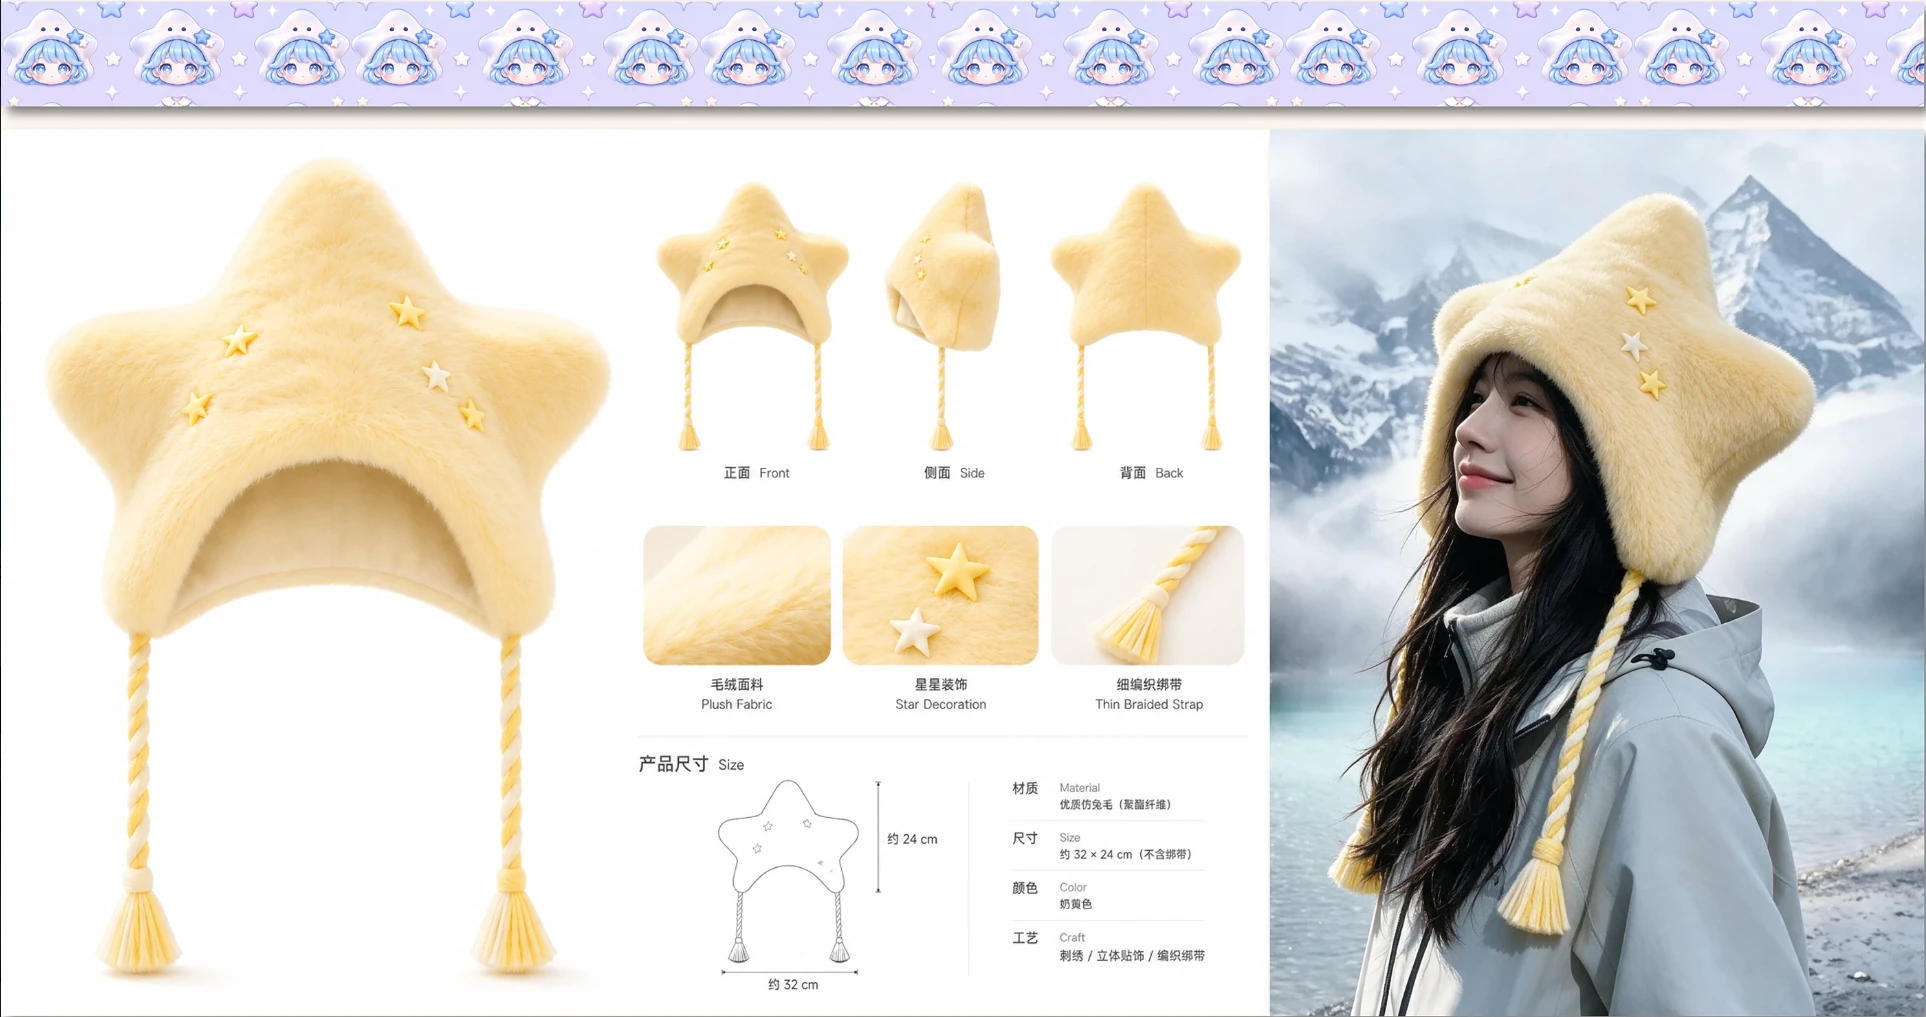 正面 Front
侧面 Side
背面 Back
毛绒面料
Plush Fabric
星星装饰
Star Decoration
细编织绑带
Thin Braided Strap
产品尺寸 Size
约 24 cm
约 32 cm
材质 Material
优质仿兔毛（聚酯纤维）
尺寸 Size
约 32 × 24 cm（不含绑带）
颜色 Color
奶黄色
工艺 Craft
刺绣 / 立体贴饰 / 编织绑带